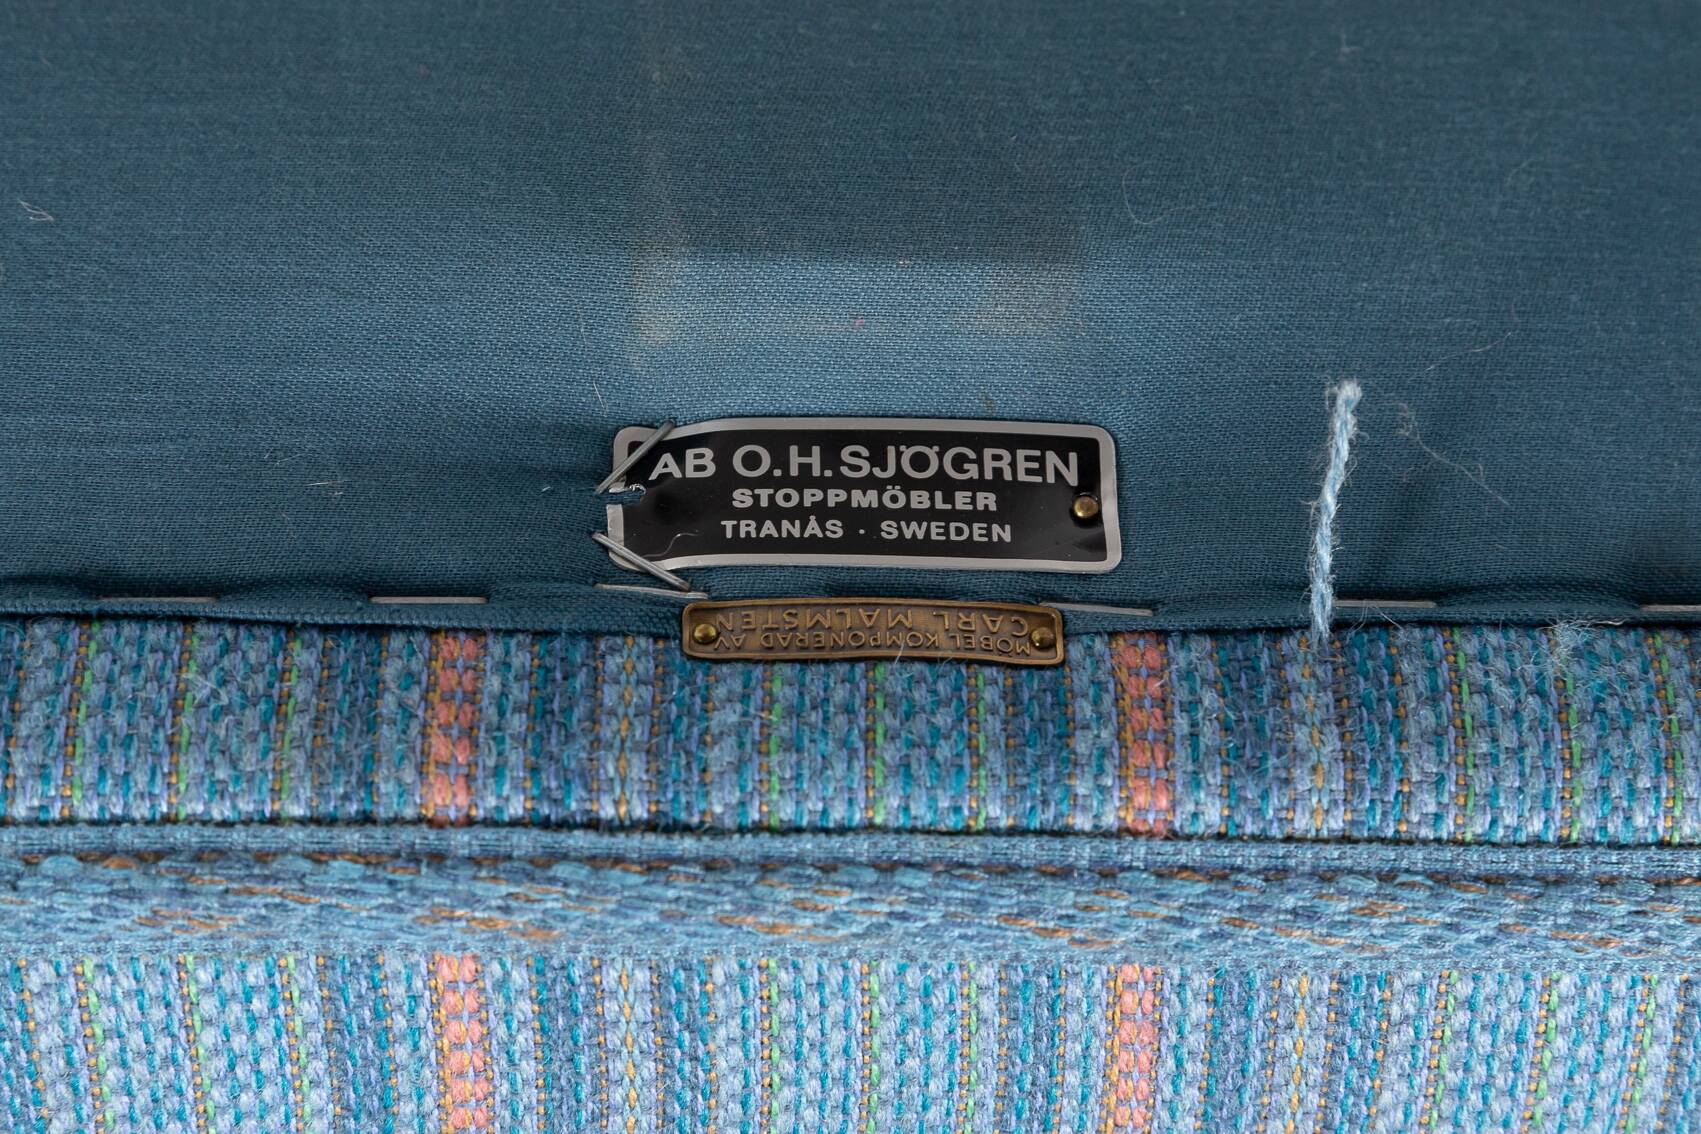 AB O.H. SJÖGREN
STOPPMÖBLER
TRANÅS · SWEDEN
MÖBEL KOMPONERAD AV
CARL MALMSTEN